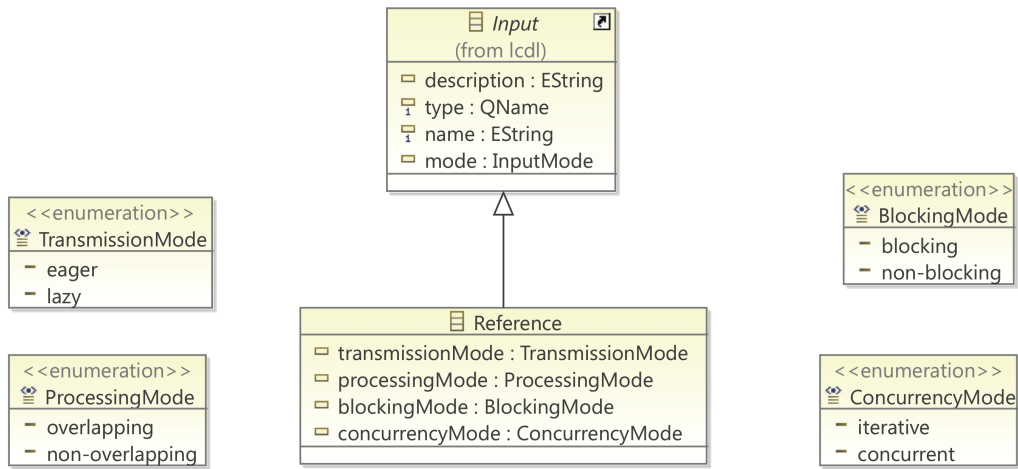 Input
(from lcdl)
description : EString
type : QName
name : EString
mode : InputMode
<<enumeration>>
TransmissionMode
eager
lazy
<<enumeration>>
BlockingMode
blocking
non-blocking
Reference
transmissionMode : TransmissionMode
processingMode : ProcessingMode
blockingMode : BlockingMode
concurrencyMode : ConcurrencyMode
<<enumeration>>
ProcessingMode
overlapping
non-overlapping
<<enumeration>>
ConcurrencyMode
iterative
concurrent